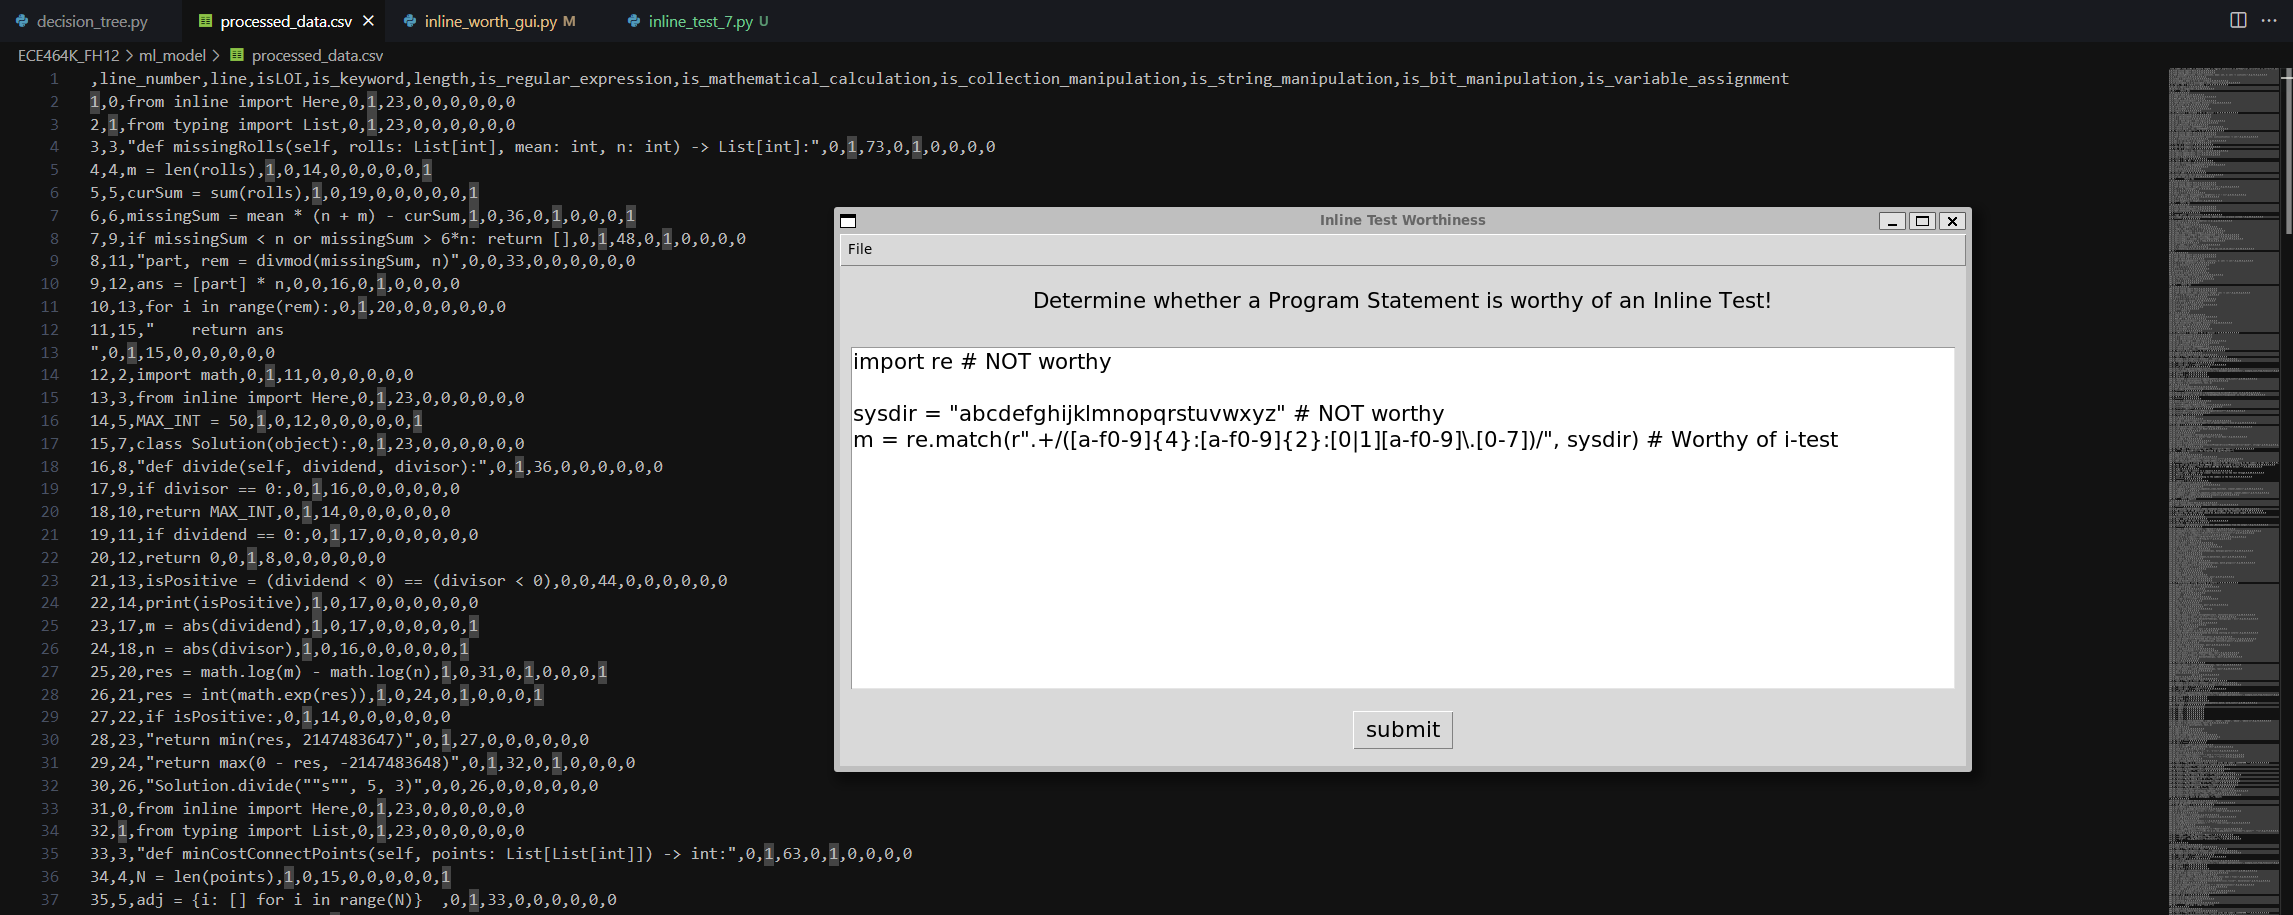 decision_tree.py processed_data.csv inline_worth_gui.py M inline_test_7.py U
ECE464K_FH12 > ml_model > processed_data.csv
1 ,line_number,line,isLOI,is_keyword,length,is_regular_expression,is_mathematical_calculation,is_collection_manipulation,is_string_manipulation,is_bit_manipulation,is_variable_assignment
2 1,0,from inline import Here,0,1,23,0,0,0,0,0,0
3 2,1,from typing import List,0,1,23,0,0,0,0,0,0
4 3,3,"def missingRolls(self, rolls: List[int], mean: int, n: int) -> List[int]:",0,1,73,0,1,0,0,0,0
5 4,4,m = len(rolls),1,0,14,0,0,0,0,0,1
6 5,5,curSum = sum(rolls),1,0,19,0,0,0,0,0,1
7 6,6,missingSum = mean * (n + m) - curSum,1,0,36,0,1,0,0,0,1
8 7,9,if missingSum < n or missingSum > 6*n: return [],0,1,48,0,1,0,0,0,0
9 8,11,"part, rem = divmod(missingSum, n)",0,0,33,0,0,0,0,0,0
10 9,12,ans = [part] * n,0,0,16,0,1,0,0,0,0
11 10,13,for i in range(rem):,0,1,20,0,0,0,0,0,0
12 11,15,"    return ans
13 ",0,1,15,0,0,0,0,0,0
14 12,2,import math,0,1,11,0,0,0,0,0,0
15 13,3,from inline import Here,0,1,23,0,0,0,0,0,0
16 14,5,MAX_INT = 50,1,0,12,0,0,0,0,0,1
17 15,7,class Solution(object):,0,1,23,0,0,0,0,0,0
18 16,8,"def divide(self, dividend, divisor):",0,1,36,0,0,0,0,0,0
19 17,9,if divisor == 0:,0,1,16,0,0,0,0,0,0
20 18,10,return MAX_INT,0,1,14,0,0,0,0,0,0
21 19,11,if dividend == 0:,0,1,17,0,0,0,0,0,0
22 20,12,return 0,0,1,8,0,0,0,0,0,0
23 21,13,isPositive = (dividend < 0) == (divisor < 0),0,0,44,0,0,0,0,0,0
24 22,14,print(isPositive),1,0,17,0,0,0,0,0,0
25 23,17,m = abs(dividend),1,0,17,0,0,0,0,0,1
26 24,18,n = abs(divisor),1,0,16,0,0,0,0,0,1
27 25,20,res = math.log(m) - math.log(n),1,0,31,0,1,0,0,0,1
28 26,21,res = int(math.exp(res)),1,0,24,0,1,0,0,0,1
29 27,22,if isPositive:,0,1,14,0,0,0,0,0,0
30 28,23,"return min(res, 2147483647)",0,1,27,0,0,0,0,0,0
31 29,24,"return max(0 - res, -2147483648)",0,1,32,0,1,0,0,0,0
32 30,26,"Solution.divide(""s"", 5, 3)",0,0,26,0,0,0,0,0,0
33 31,0,from inline import Here,0,1,23,0,0,0,0,0,0
34 32,1,from typing import List,0,1,23,0,0,0,0,0,0
35 33,3,"def minCostConnectPoints(self, points: List[List[int]]) -> int:",0,1,63,0,1,0,0,0,0
36 34,4,N = len(points),1,0,15,0,0,0,0,0,1
37 35,5,adj = {i: [] for i in range(N)}  ,0,1,33,0,0,0,0,0,0
Inline Test Worthiness
File
Determine whether a Program Statement is worthy of an Inline Test!
import re # NOT worthy
sysdir = "abcdefghijklmnopqrstuvwxyz" # NOT worthy
m = re.match(r".+/([a-f0-9]{4}:[a-f0-9]{2}:[0|1][a-f0-9]\.[0-7])/", sysdir) # Worthy of i-test
submit